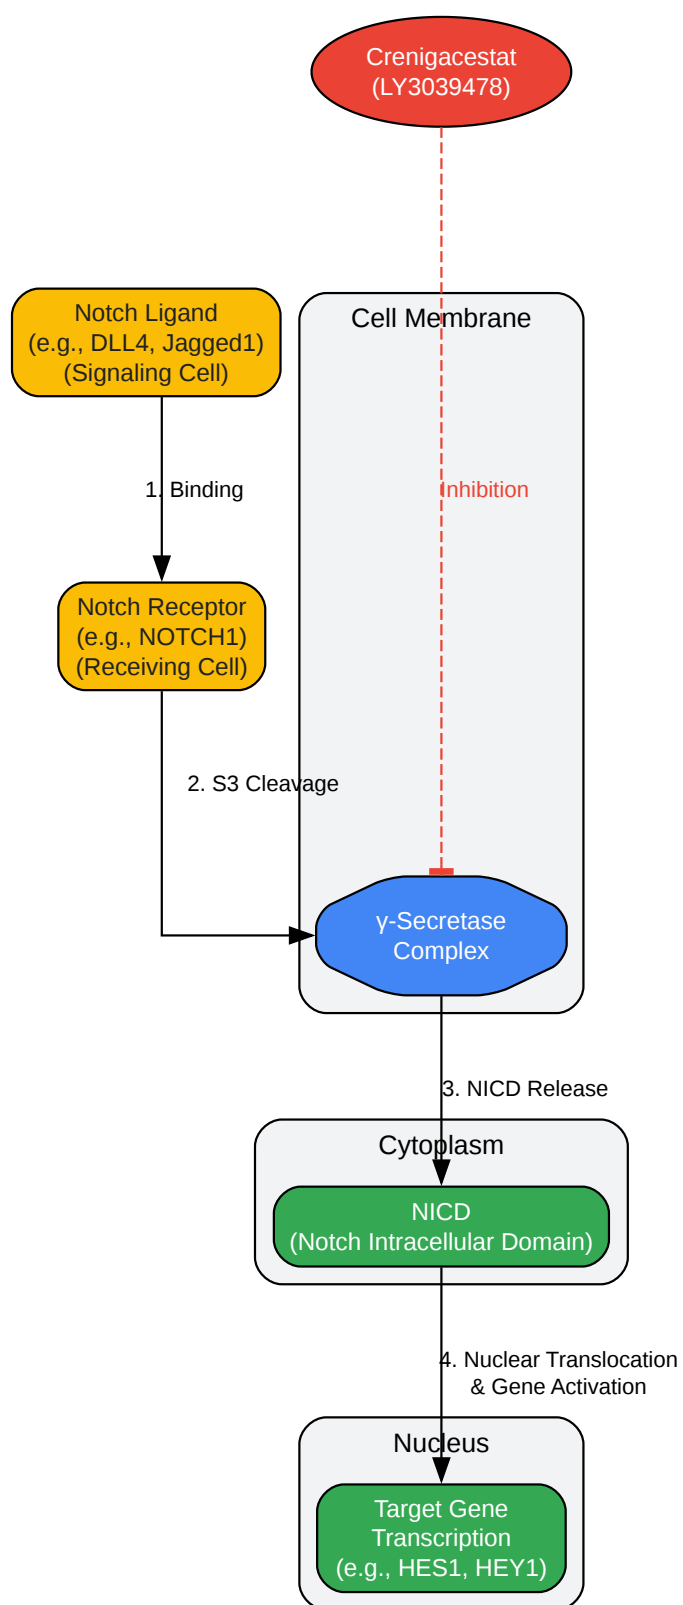 Crenigacestat
(LY3039478)
Notch Ligand
(e.g., DLL4, Jagged1)
(Signaling Cell)
Cell Membrane
1. Binding
Inhibition
Notch Receptor
(e.g., NOTCH1)
(Receiving Cell)
2. S3 Cleavage
γ-Secretase
Complex
3. NICD Release
Cytoplasm
NICD
(Notch Intracellular Domain)
4. Nuclear Translocation
& Gene Activation
Nucleus
Target Gene
Transcription
(e.g., HES1, HEY1)